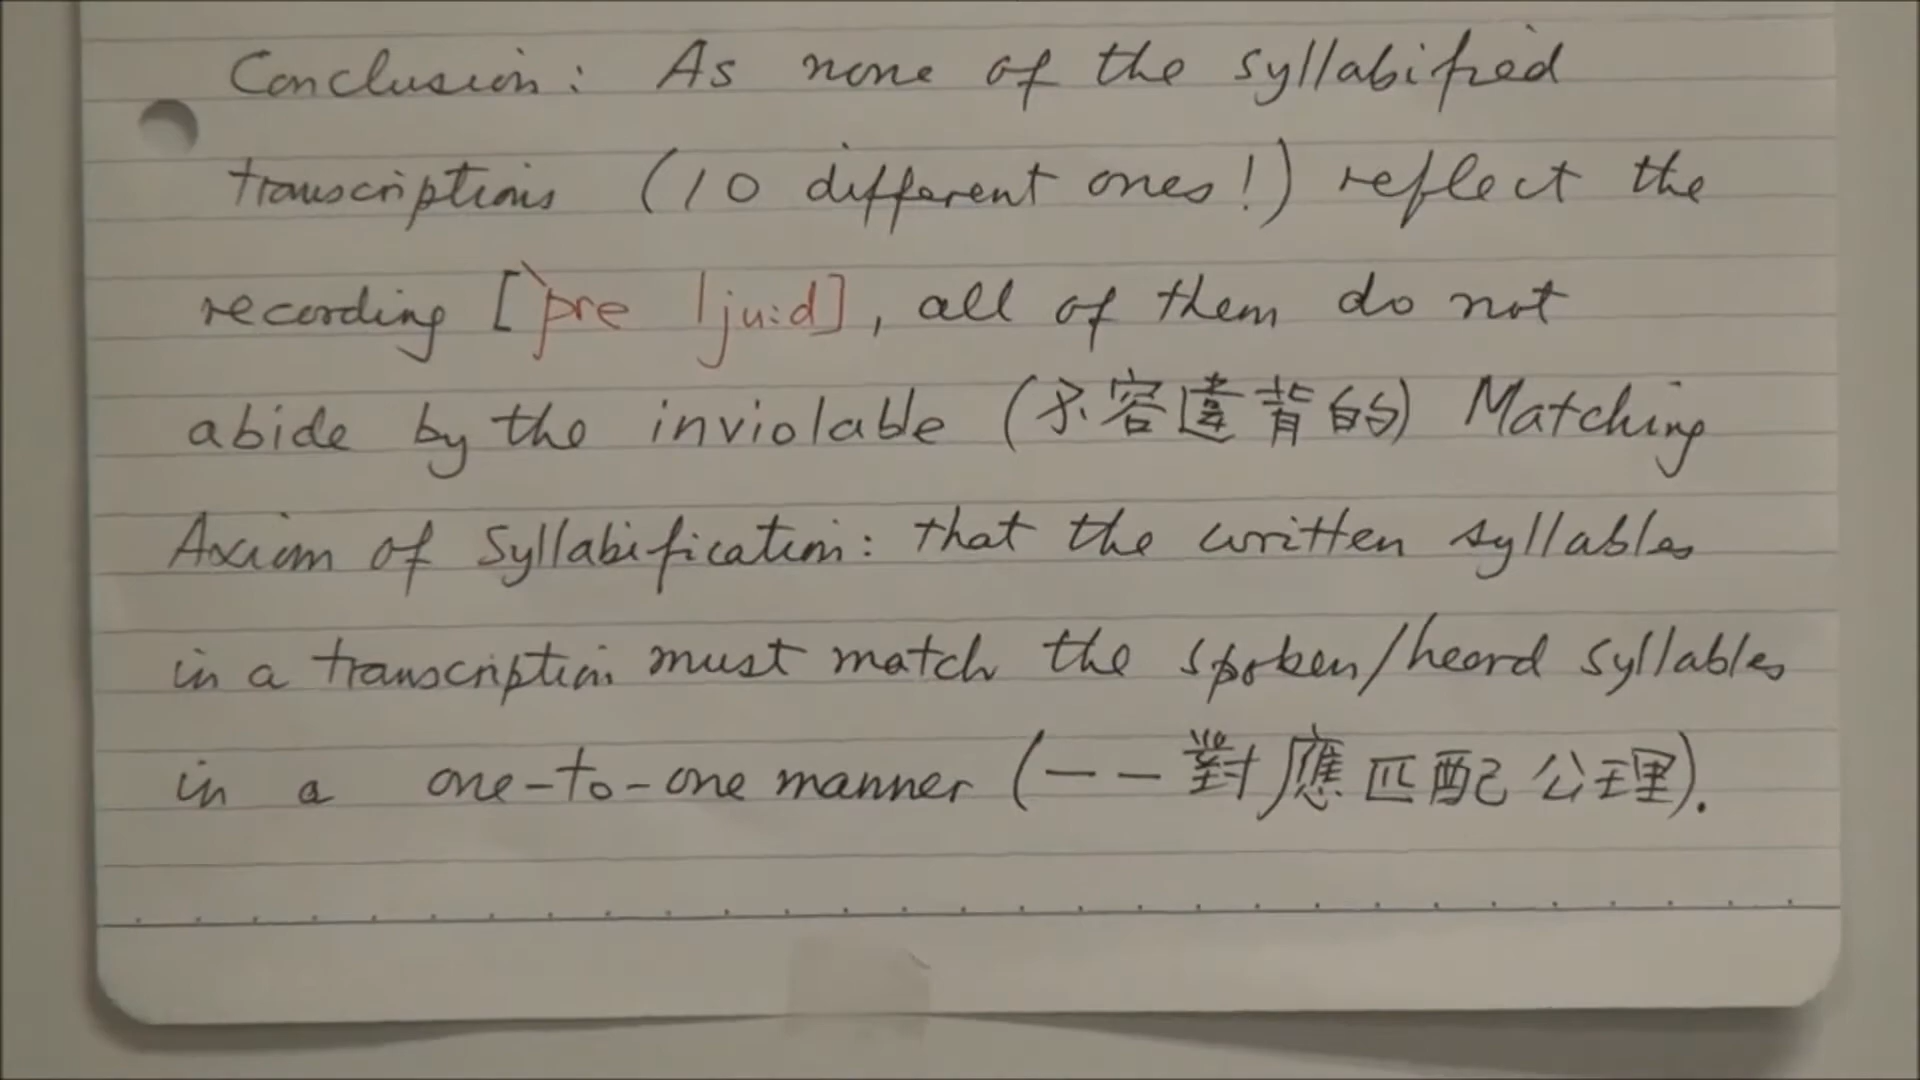 Conclusion: As none of the syllabified
transcriptions (10 different ones!) reflect the
recording [ˋpre ljuːd], all of them do not
abide by the inviolable (不容違背的) Matching
Axiom of Syllabification: that the written syllables
in a transcription must match the spoken/heard syllables
in a one-to-one manner (一一對應匹配公理).